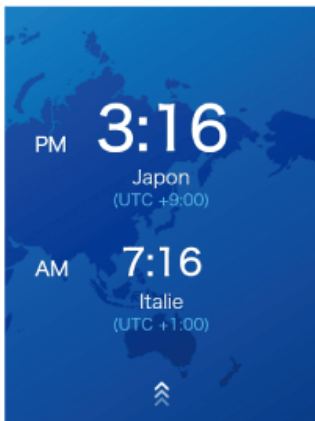 PM 3:16
Japon
(UTC +9:00)
AM 7:16
Italie
(UTC +1:00)